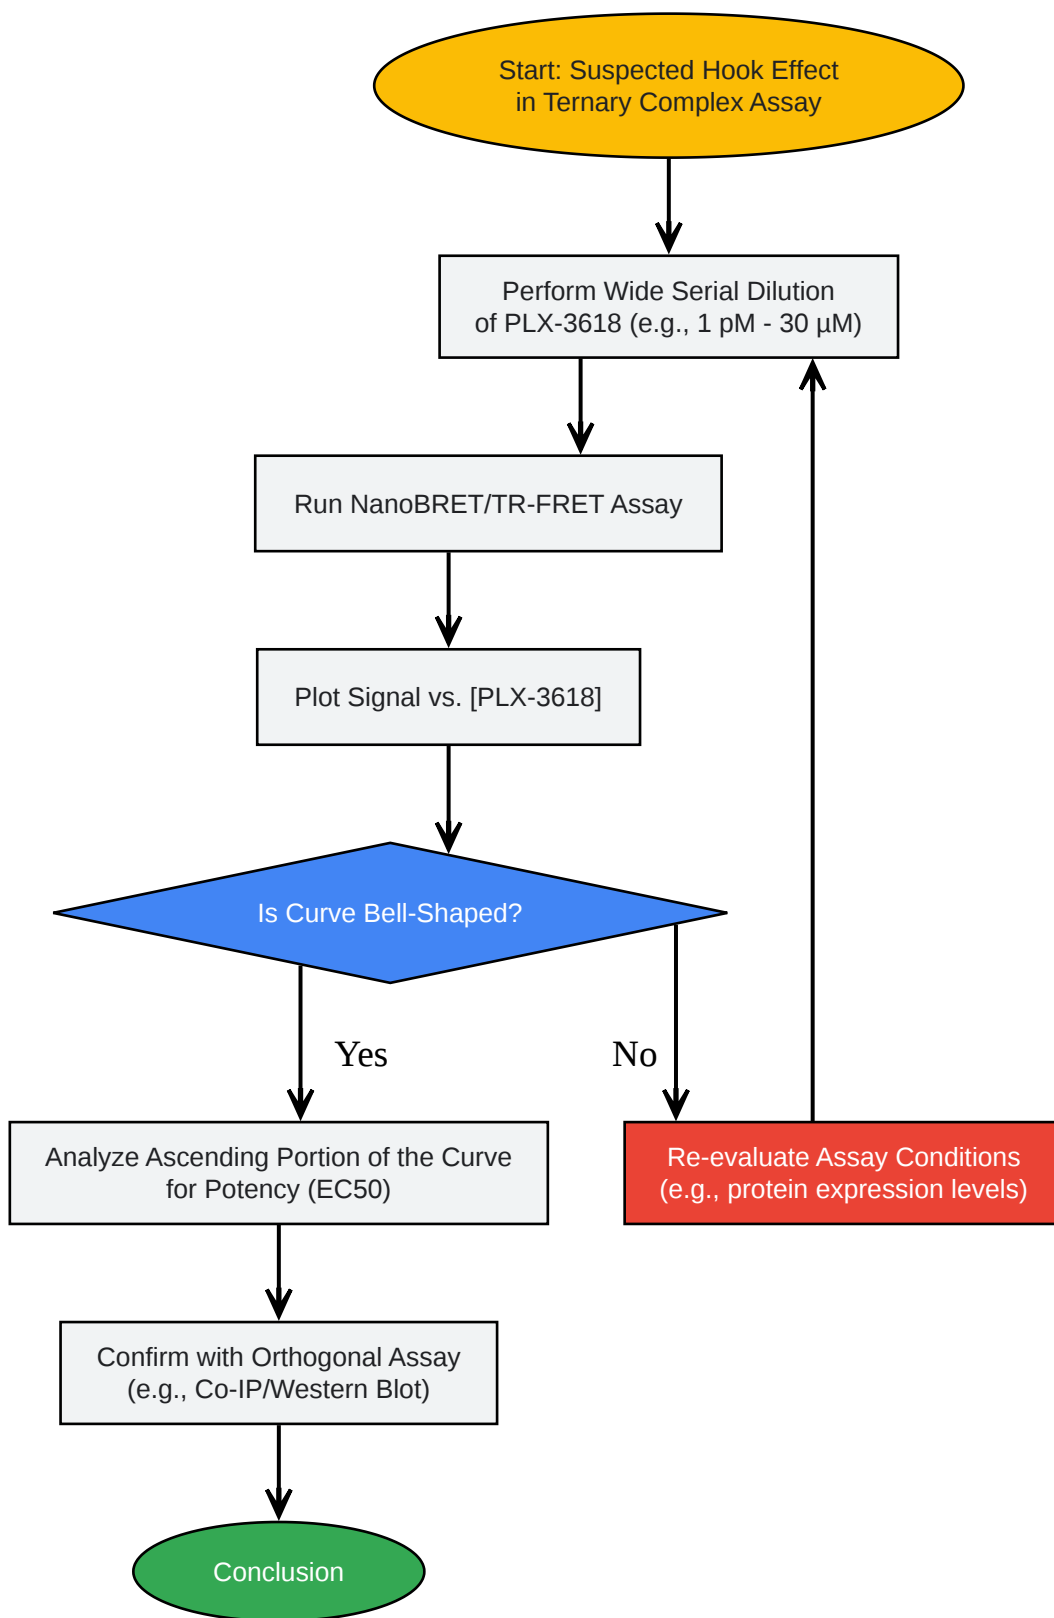 Start: Suspected Hook Effect
in Ternary Complex Assay
Perform Wide Serial Dilution
of PLX-3618 (e.g., 1 pM - 30 µM)
Run NanoBRET/TR-FRET Assay
Plot Signal vs. [PLX-3618]
Is Curve Bell-Shaped?
Yes
No
Analyze Ascending Portion of the Curve
for Potency (EC50)
Re-evaluate Assay Conditions
(e.g., protein expression levels)
Confirm with Orthogonal Assay
(e.g., Co-IP/Western Blot)
Conclusion